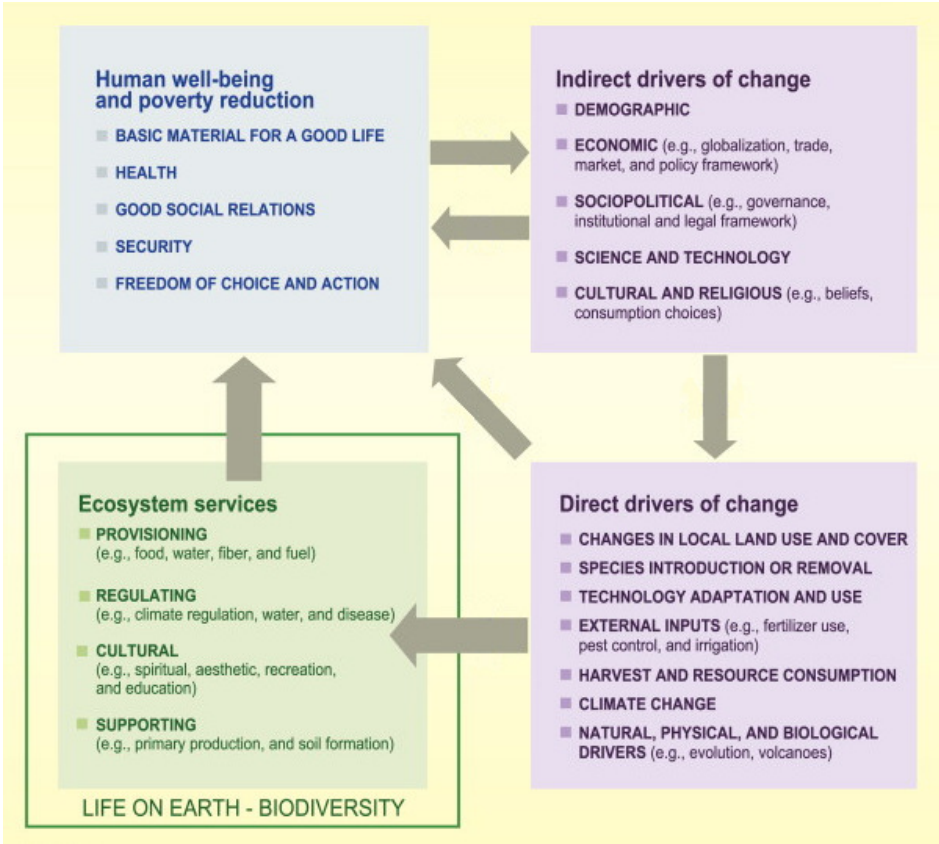 Human well-being
and poverty reduction
BASIC MATERIAL FOR A GOOD LIFE
HEALTH
GOOD SOCIAL RELATIONS
SECURITY
FREEDOM OF CHOICE AND ACTION
Indirect drivers of change
DEMOGRAPHIC
ECONOMIC (e.g., globalization, trade,
market, and policy framework)
SOCIOPOLITICAL (e.g., governance,
institutional and legal framework)
SCIENCE AND TECHNOLOGY
CULTURAL AND RELIGIOUS (e.g., beliefs,
consumption choices)
Ecosystem services
PROVISIONING
(e.g., food, water, fiber, and fuel)
REGULATING
(e.g., climate regulation, water, and disease)
CULTURAL
(e.g., spiritual, aesthetic, recreation,
and education)
SUPPORTING
(e.g., primary production, and soil formation)
LIFE ON EARTH - BIODIVERSITY
Direct drivers of change
CHANGES IN LOCAL LAND USE AND COVER
SPECIES INTRODUCTION OR REMOVAL
TECHNOLOGY ADAPTATION AND USE
EXTERNAL INPUTS (e.g., fertilizer use,
pest control, and irrigation)
HARVEST AND RESOURCE CONSUMPTION
CLIMATE CHANGE
NATURAL, PHYSICAL, AND BIOLOGICAL
DRIVERS (e.g., evolution, volcanoes)